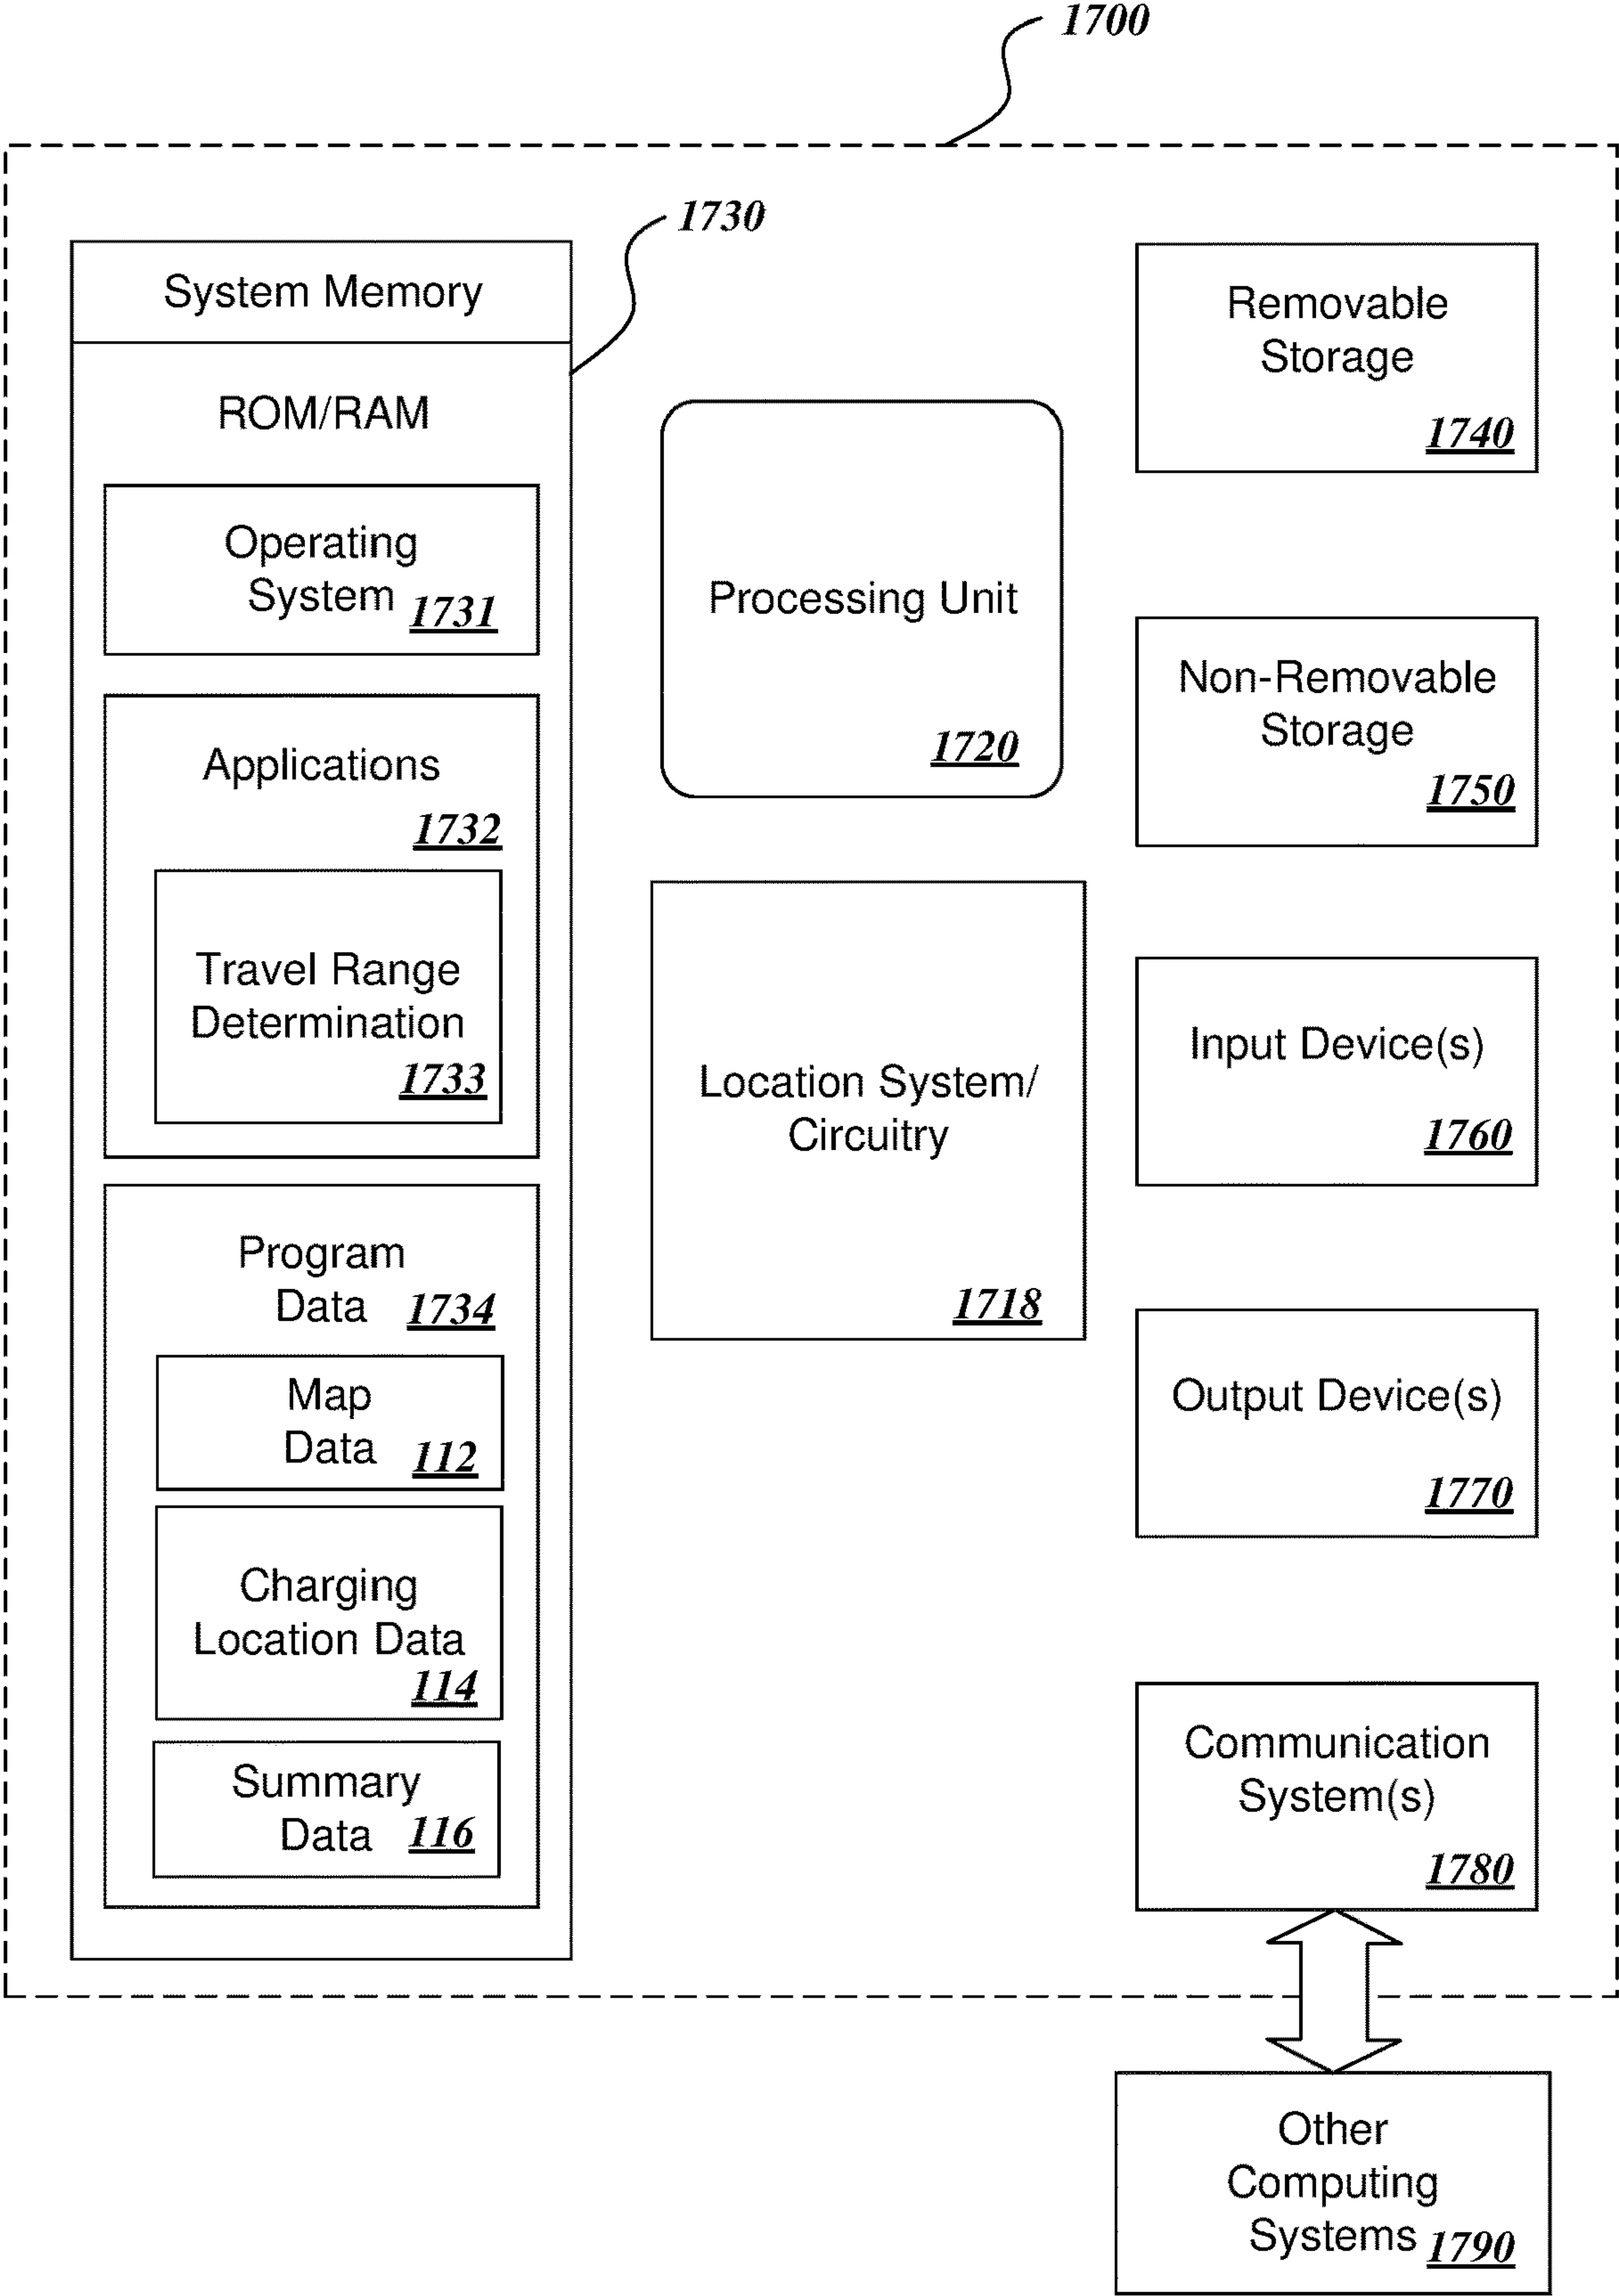 1700
1730
System Memory
ROM/RAM
Operating
System 1731
Applications
1732
Travel Range
Determination
1733
Program
Data 1734
Map
Data 112
Charging
Location Data
114
Summary
Data 116
Processing Unit
1720
Location System/
Circuitry
1718
Removable
Storage
1740
Non-Removable
Storage
1750
Input Device(s)
1760
Output Device(s)
1770
Communication
System(s)
1780
Other
Computing
Systems 1790